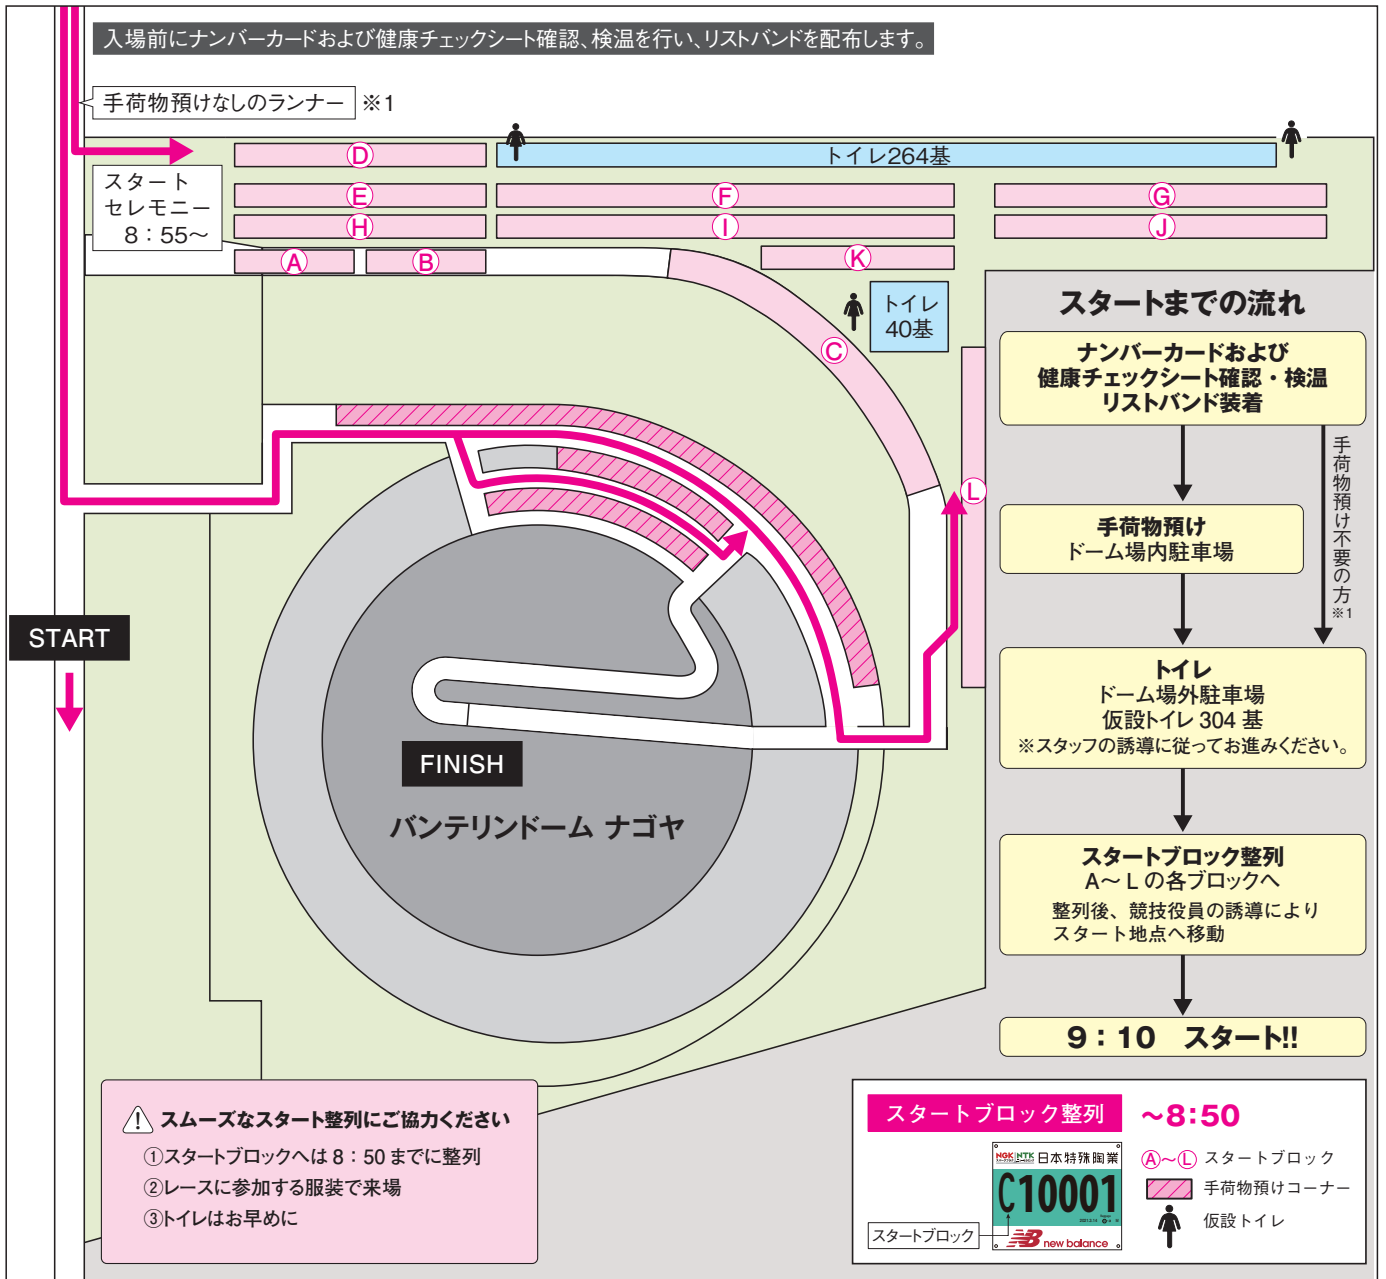 入場前にナンバーカードおよび健康チェックシート確認、検温を行い、リストバンドを配布します。
手荷物預けなしのランナー ※1
スタート
セレモニー
8：55～
D
トイレ264基
E
F
G
H
I
J
A
B
K
トイレ
40基
C
L
START
FINISH
バンテリンドーム ナゴヤ
スタートまでの流れ
ナンバーカードおよび
健康チェックシート確認・検温
リストバンド装着
手荷物預け不要の方
※1
手荷物預け
ドーム場内駐車場
トイレ
ドーム場外駐車場
仮設トイレ 304 基
※スタッフの誘導に従ってお進みください。
スタートブロック整列
A～L の各ブロックへ
整列後、競技役員の誘導により
スタート地点へ移動
9：10 スタート!!
スムーズなスタート整列にご協力ください
①スタートブロックへは 8：50 までに整列
②レースに参加する服装で来場
③トイレはお早めに
スタートブロック整列 ～8:50
NGK NTK 日本特殊陶業
C10001
new balance
スタートブロック
Ⓐ～Ⓛ スタートブロック
手荷物預けコーナー
仮設トイレ